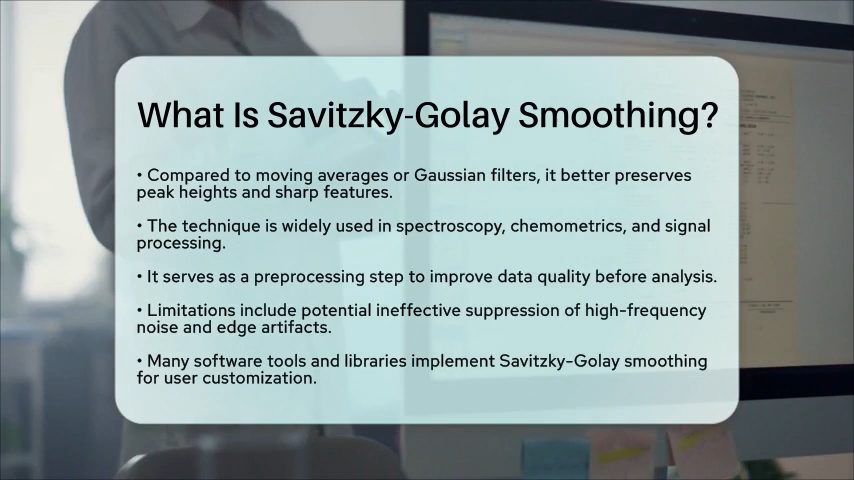 What Is Savitzky-Golay Smoothing?
• Compared to moving averages or Gaussian filters, it better preserves
peak heights and sharp features.
• The technique is widely used in spectroscopy, chemometrics, and signal
processing.
• It serves as a preprocessing step to improve data quality before analysis.
• Limitations include potential ineffective suppression of high-frequency
noise and edge artifacts.
• Many software tools and libraries implement Savitzky–Golay smoothing
for user customization.